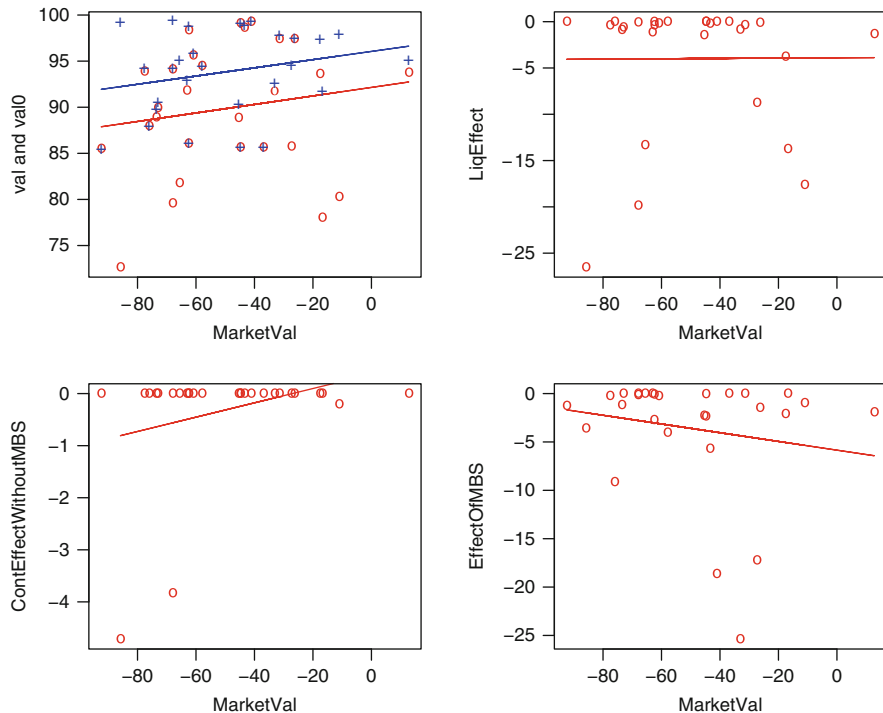 val and val0
100
95
90
85
80
75
−80 −60 −40 −20 0
MarketVal
LiqEffect
−5
−15
−25
−80 −60 −40 −20 0
MarketVal
ContEffectWithoutMBS
0
−1
−2
−3
−4
−80 −60 −40 −20 0
MarketVal
EffectOfMBS
0
−5
−10
−15
−20
−25
−80 −60 −40 −20 0
MarketVal